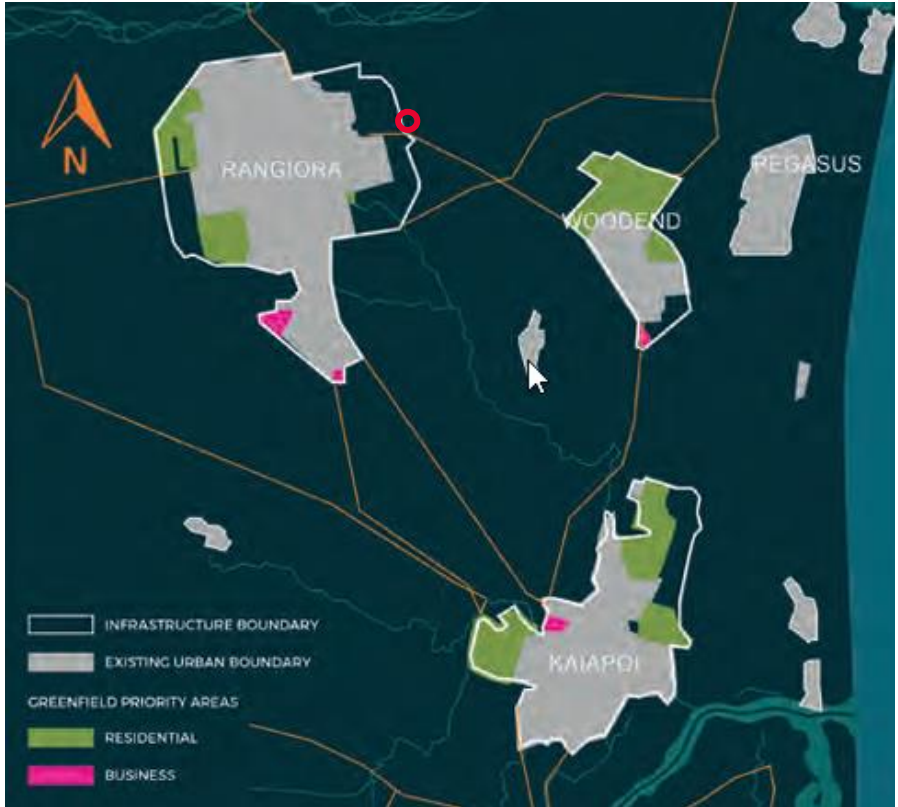 PEGASUS
RANGIORA
WOODEND
N
KAIAPOI
INFRASTRUCTURE BOUNDARY
EXISTING URBAN BOUNDARY
GREENFIELD PRIORITY AREAS
RESIDENTIAL
BUSINESS